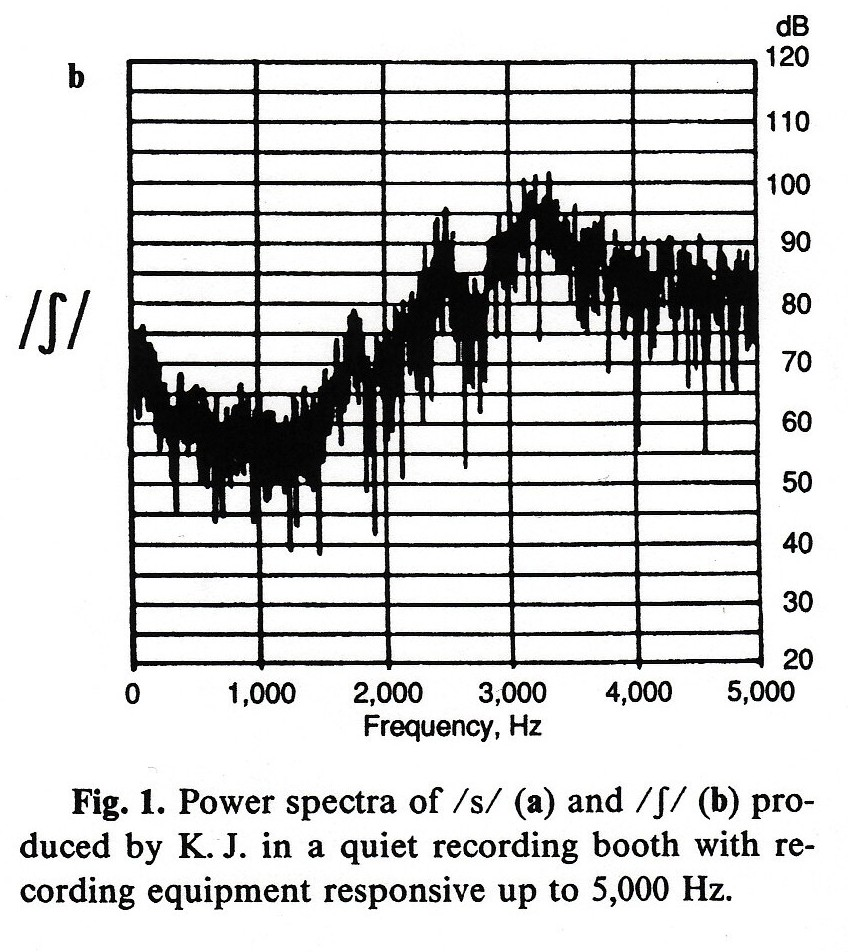 dB
b
120
110
100
90
/ʃ/
80
70
60
50
40
30
20
0 1,000 2,000 3,000 4,000 5,000
Frequency, Hz
Fig. 1. Power spectra of /s/ (a) and /ʃ/ (b) pro-
duced by K. J. in a quiet recording booth with re-
cording equipment responsive up to 5,000 Hz.